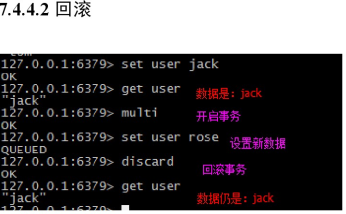 7.4.4.2 回滚
127.0.0.1:6379> set user jack
OK
127.0.0.1:6379> get user
"jack" 数据是：jack
127.0.0.1:6379> multi 开启事务
OK
127.0.0.1:6379> set user rose 设置新数据
QUEUED
127.0.0.1:6379> discard
OK 回滚事务
127.0.0.1:6379> get user
"jack" 数据仍是：jack
127.0.0.1:6379>